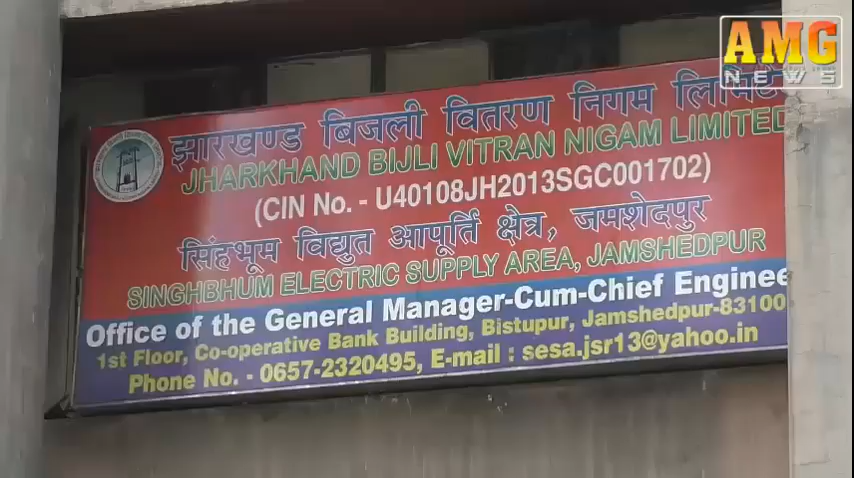 AMG
NEWS
झारखण्ड बिजली वितरण निगम लिमिटे
JHARKHAND BIJLI VITRAN NIGAM LIMITED
(CIN No. - U40108JH2013SGC001702)
सिंहभूम विद्युत आपूर्ति क्षेत्र, जमशेदपुर
SINGHBHUM ELECTRIC SUPPLY AREA, JAMSHEDPUR
Office of the General Manager-Cum-Chief Enginee
1st Floor, Co-operative Bank Building, Bistupur, Jamshedpur-83100
Phone No. - 0657-2320495, E-mail : sesa.jsr13@yahoo.in